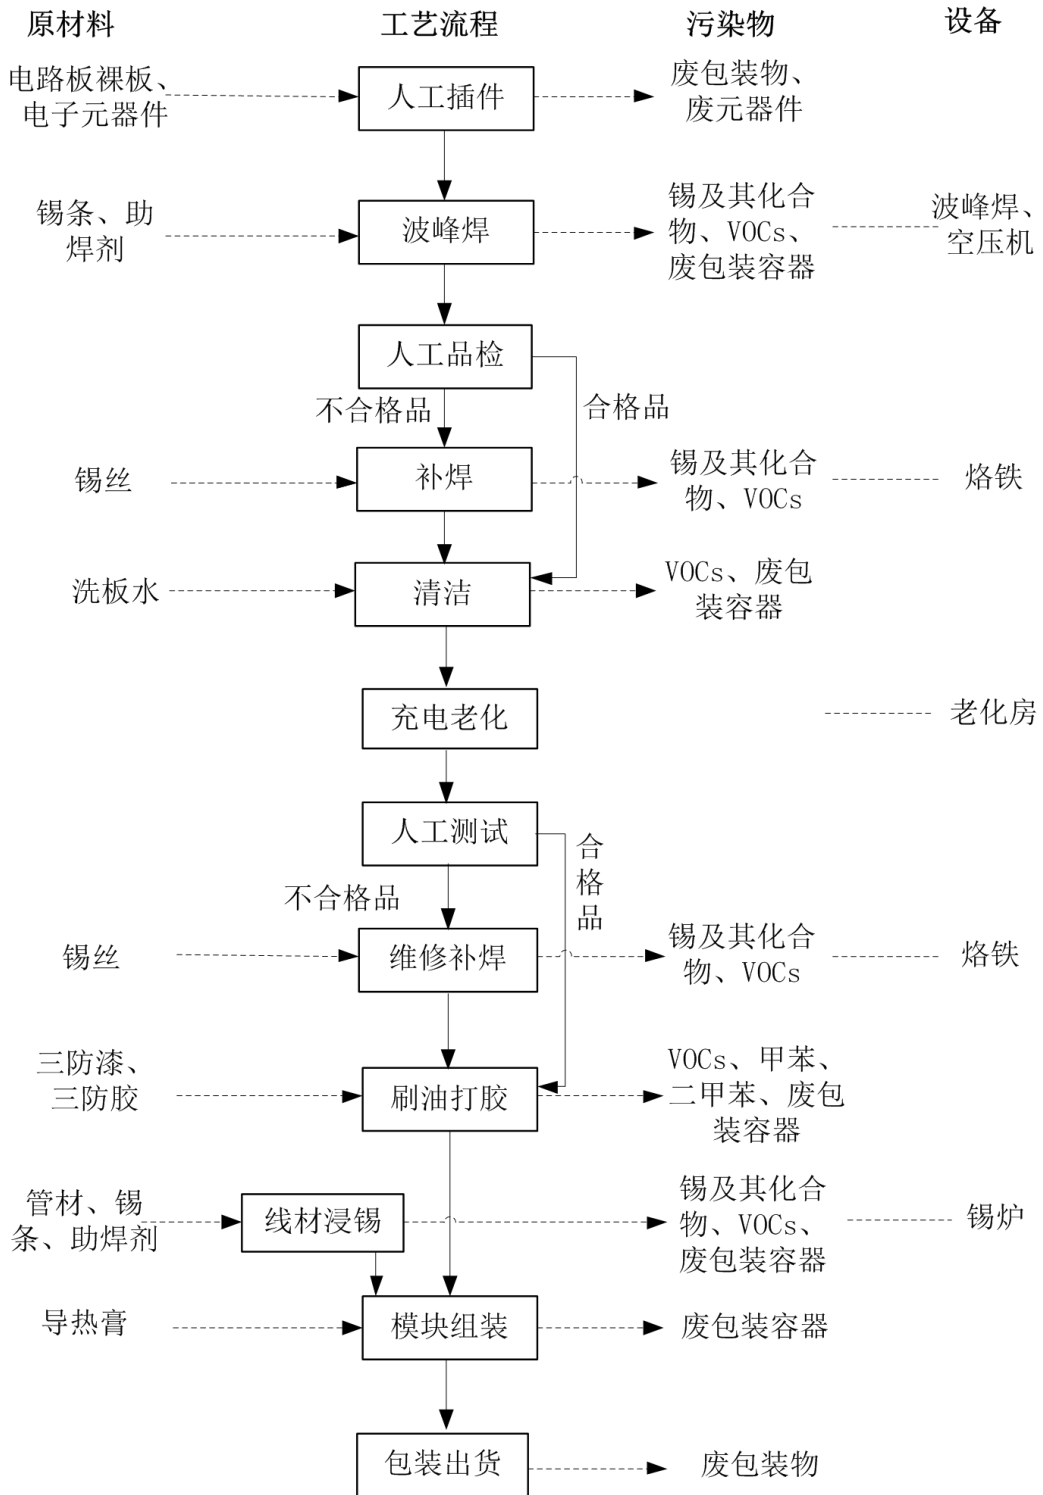 原材料
工艺流程
污染物
设备
电路板裸板、
电子元器件
人工插件
废包装物、
废元器件
锡条、助
焊剂
波峰焊
锡及其化合
物、VOCs、
废包装容器
波峰焊、
空压机
人工品检
不合格品
合格品
锡丝
补焊
锡及其化合
物、VOCs
烙铁
洗板水
清洁
VOCs、废包
装容器
充电老化
老化房
人工测试
不合格品
合格品
锡丝
维修补焊
锡及其化合
物、VOCs
烙铁
三防漆、
三防胶
刷油打胶
VOCs、甲苯、
二甲苯、废包
装容器
管材、锡
条、助焊剂
线材浸锡
锡及其化合
物、VOCs、
废包装容器
锡炉
导热膏
模块组装
废包装容器
包装出货
废包装物